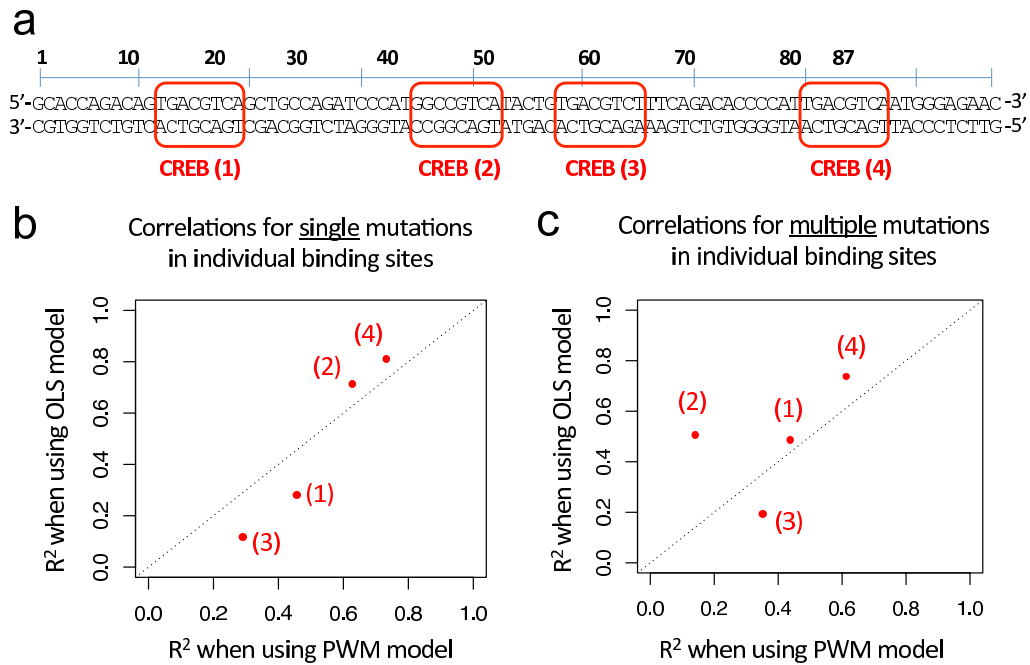 a
1 10 20 30 40 50 60 70 80 87
5’-GCACCAGACAGTGACGTCAGCTGCCAGATCCCATGGCCGTCATACTGTGACGTCTTTCAGACACCCCATTGACGTCAATGGGAGAAC-3’
3’-CGTGGTCTGTCACTGCAGTCGACGGTCTAGGGTACCGGCAGTATGACACTGCAGAAAGTCTGTGGGGTAACTGCAGTTACCCTCTTG-5’
CREB (1) CREB (2) CREB (3) CREB (4)
b
Correlations for single mutations
in individual binding sites
R² when using OLS model
1.0
0.8
0.6
0.4
0.2
0.0
(4)
(2)
(1)
(3)
0.0 0.2 0.4 0.6 0.8 1.0
R² when using PWM model
c
Correlations for multiple mutations
in individual binding sites
R² when using OLS model
1.0
0.8
0.6
0.4
0.2
0.0
(4)
(2)
(1)
(3)
0.0 0.2 0.4 0.6 0.8 1.0
R² when using PWM model